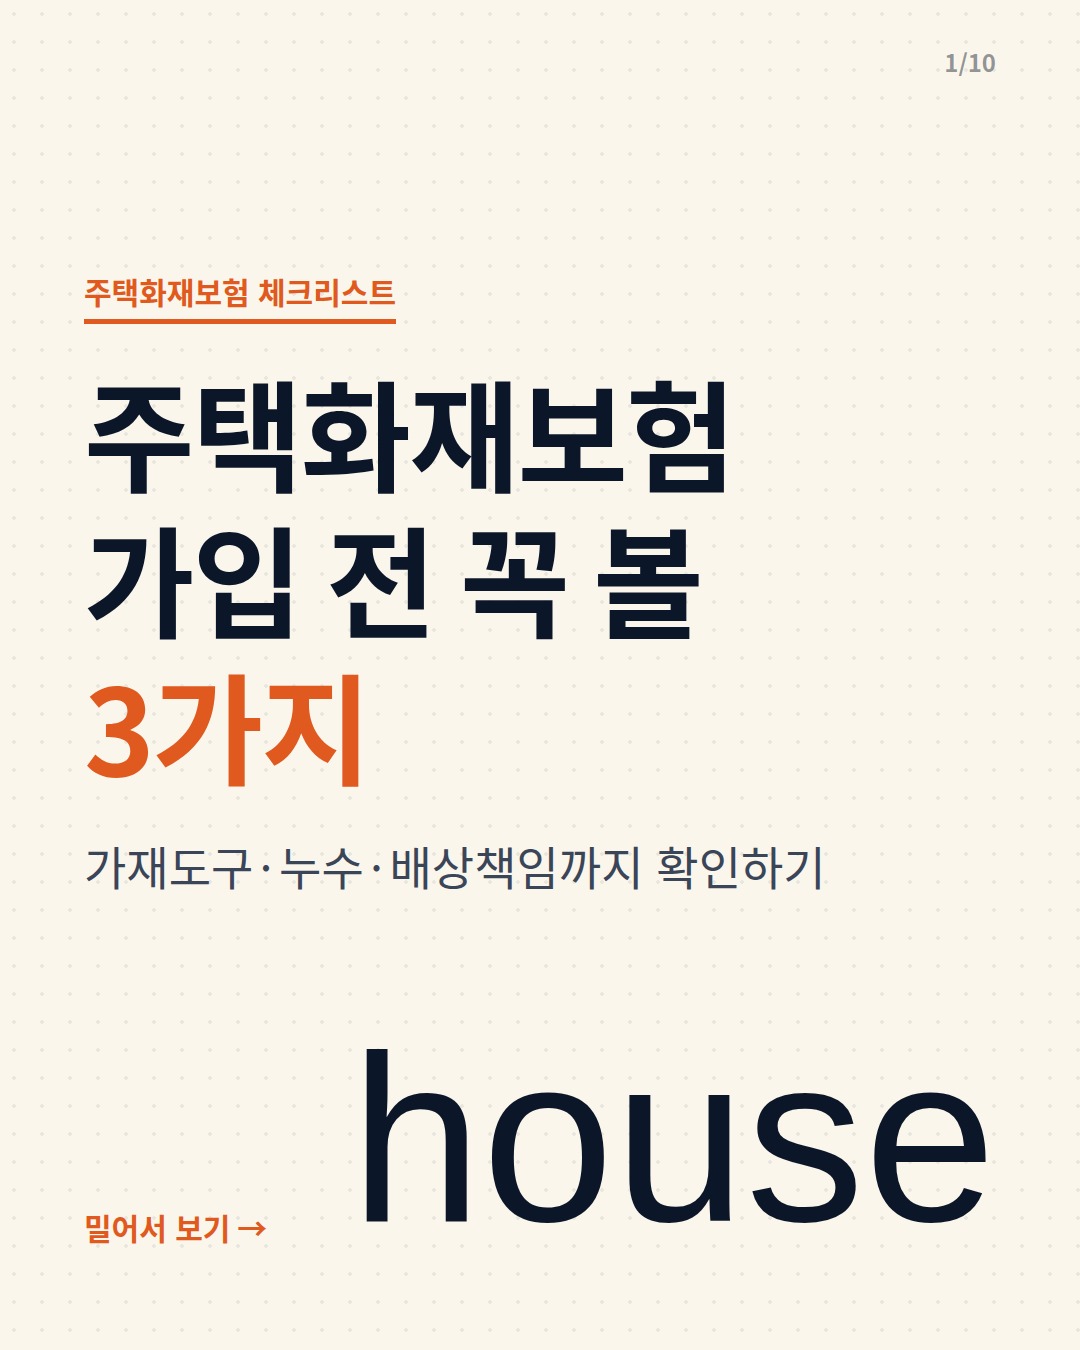 1/10
주택화재보험 체크리스트
주택화재보험
가입 전 꼭 볼
3가지
가재도구·누수·배상책임까지 확인하기
house
밀어서 보기 →